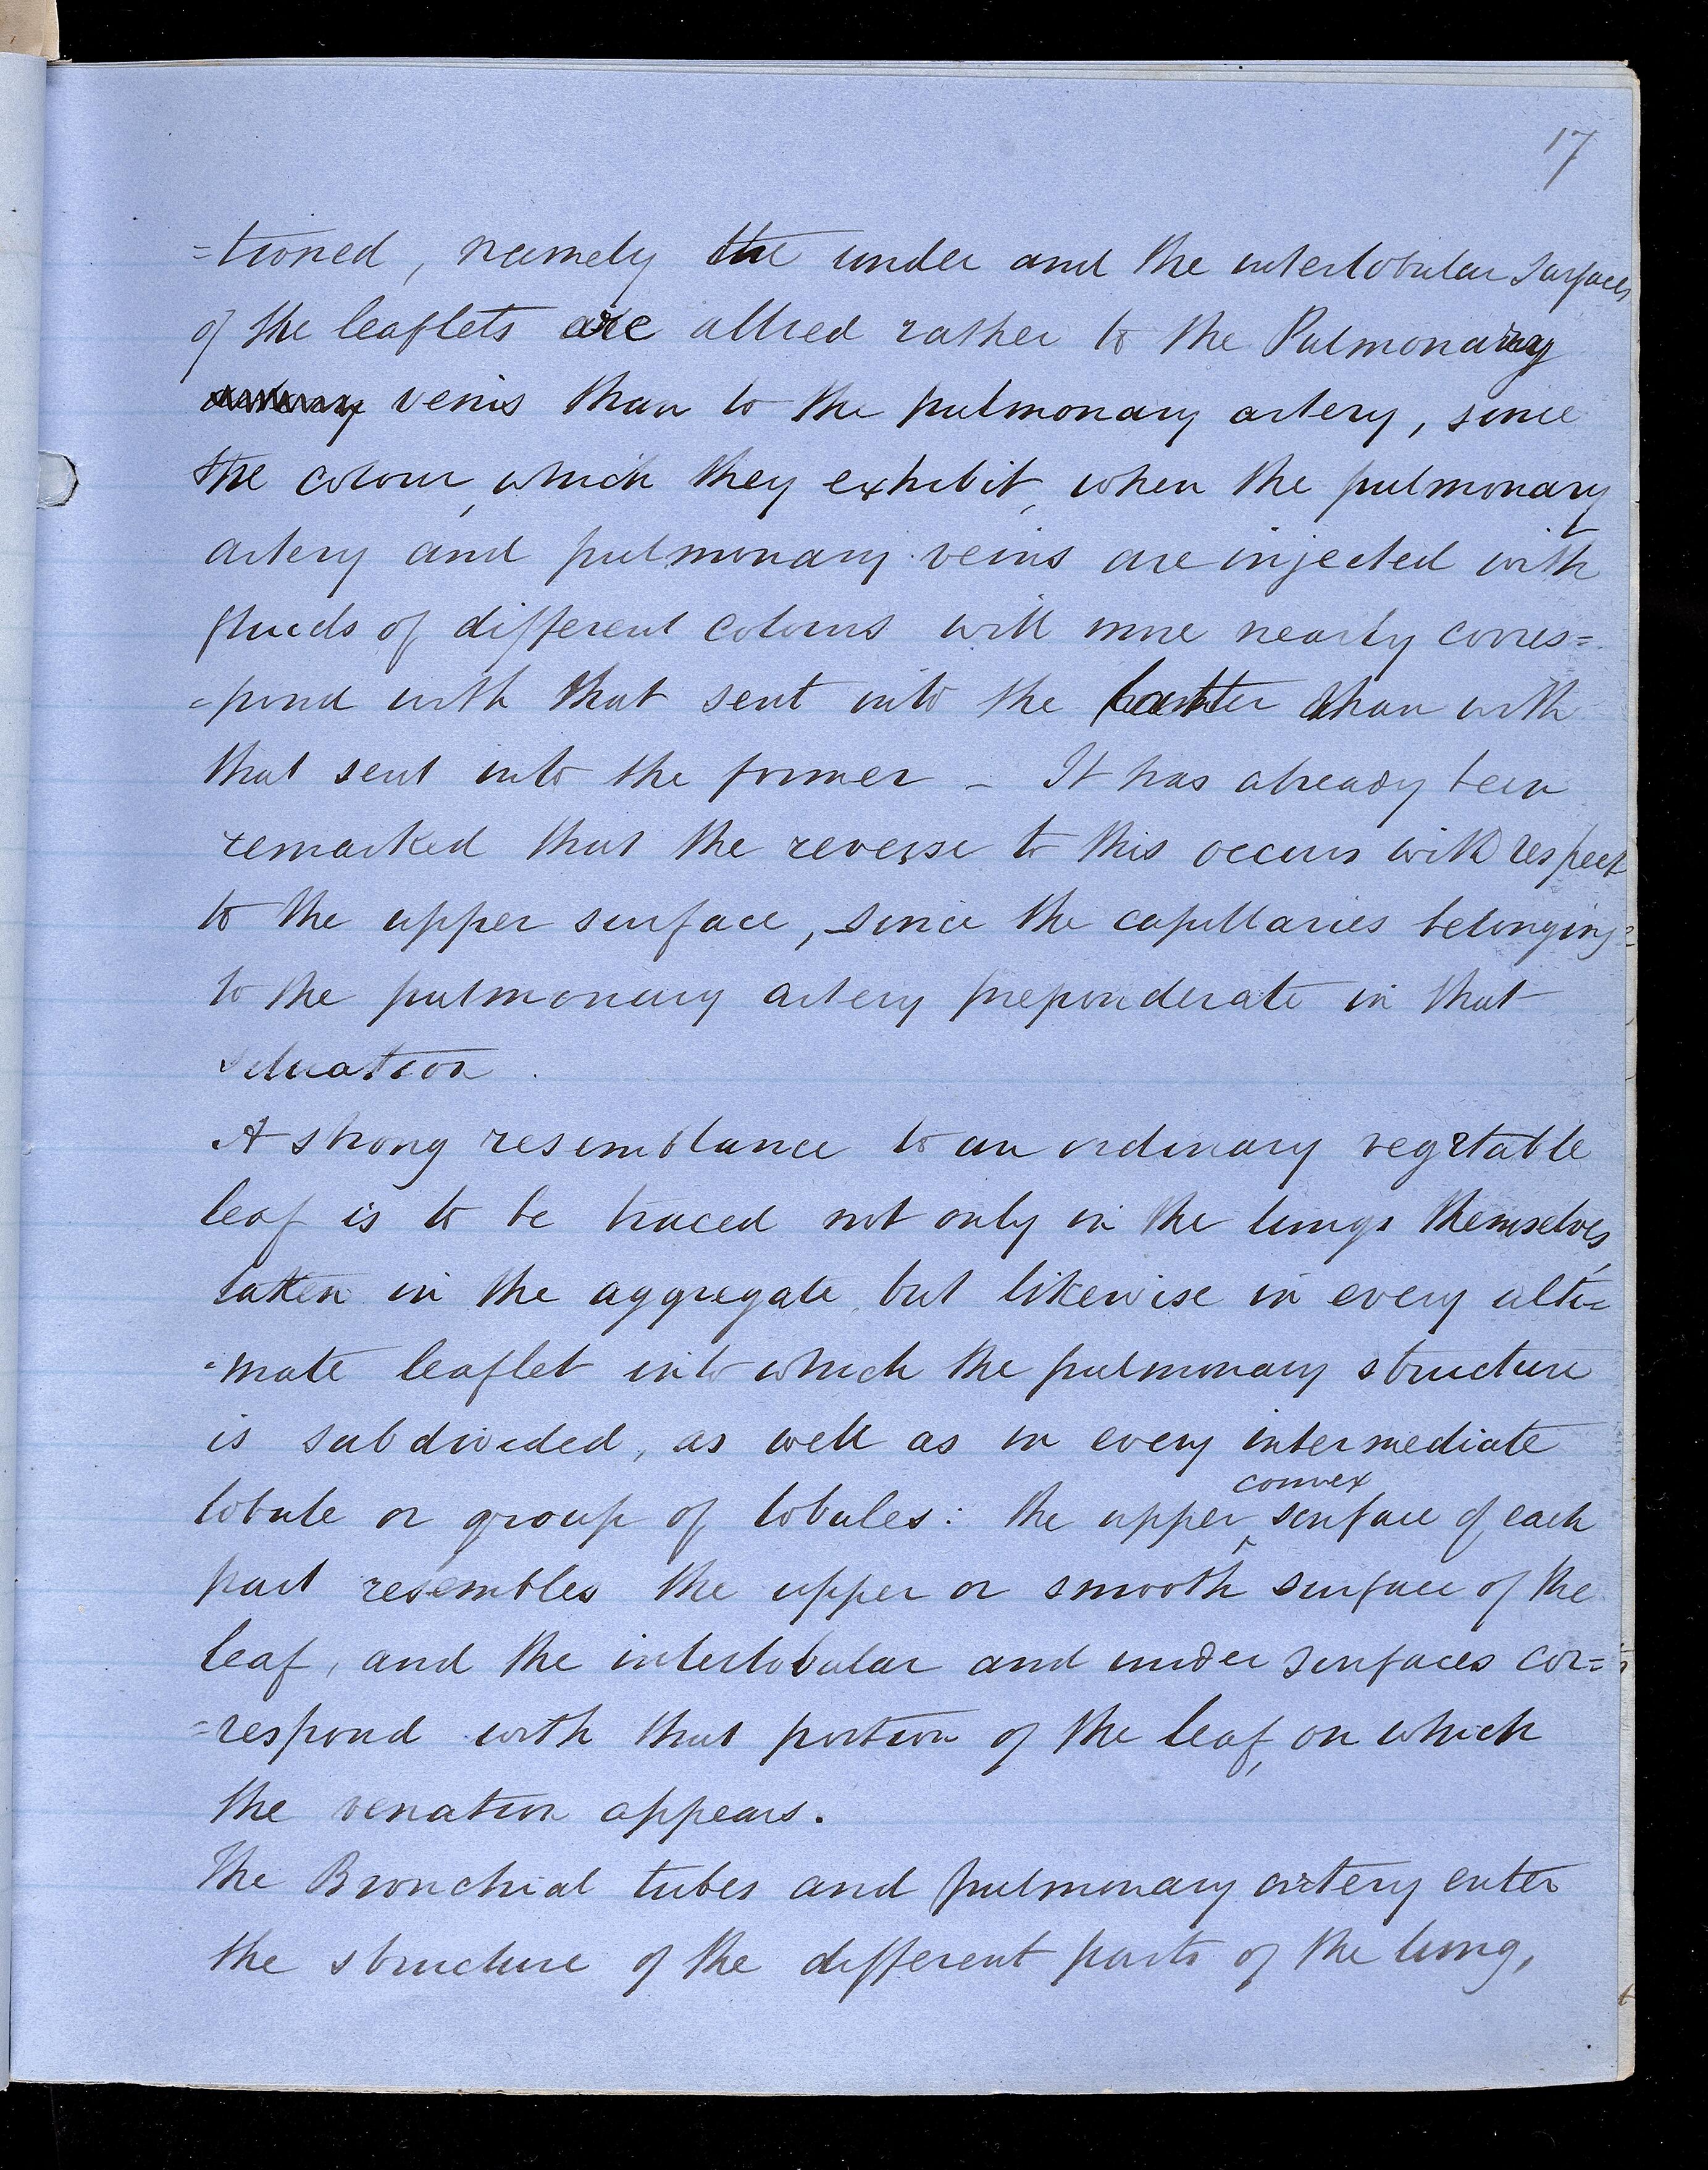 17
=tioned, namely the under and the interlobular surfaces
of the leaflets are allied rather to the Pulmonary
veins than to the pulmonary artery, since
the colour, which they exhibit, when the pulmonary
artery and pulmonary veins are injected with
fluids of different colours will more nearly corres=
=pond with that sent into the latter than with
that sent into the former - It has already been
remarked that the reverse to this occurs with respect
to the upper surface, since the capillaries belonging
to the pulmonary artery preponderate in that
situation.
A strong resemblance to an ordinary vegetable
leaf is to be traced not only in the lungs themselves,
taken in the aggregate, but likewise in every ulti=
=mate leaflet into which the pulmonary structure
is subdivided, as well as in every intermediate
convex
lobule or group of lobules: the upper ‸ surface of each
part resembles the upper or smooth surface of the
leaf, and the interlobular and under surfaces cor=
=respond with that portion of the leaf, on which
the venation appears.
The Bronchial tubes and pulmonary artery enter
the structure of the different parts of the lung,